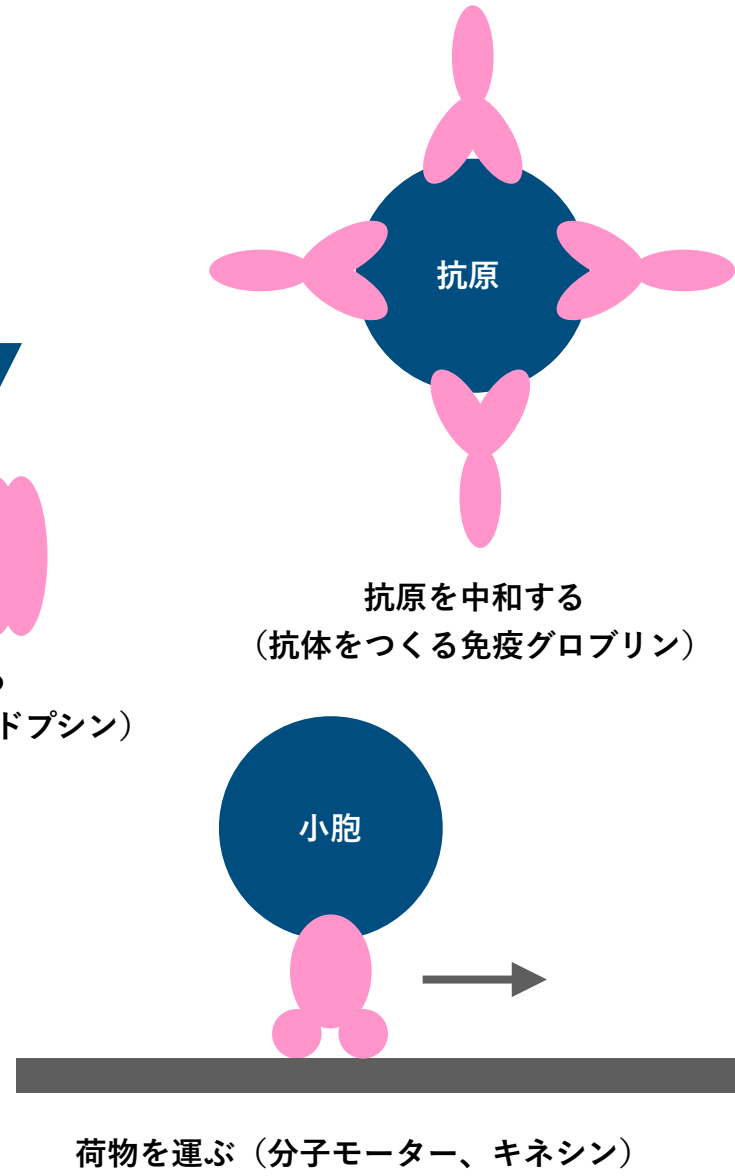 抗原
抗原を中和する
（抗体をつくる免疫グロブリン）
ドプシン）
小胞
荷物を運ぶ（分子モーター、キネシン）